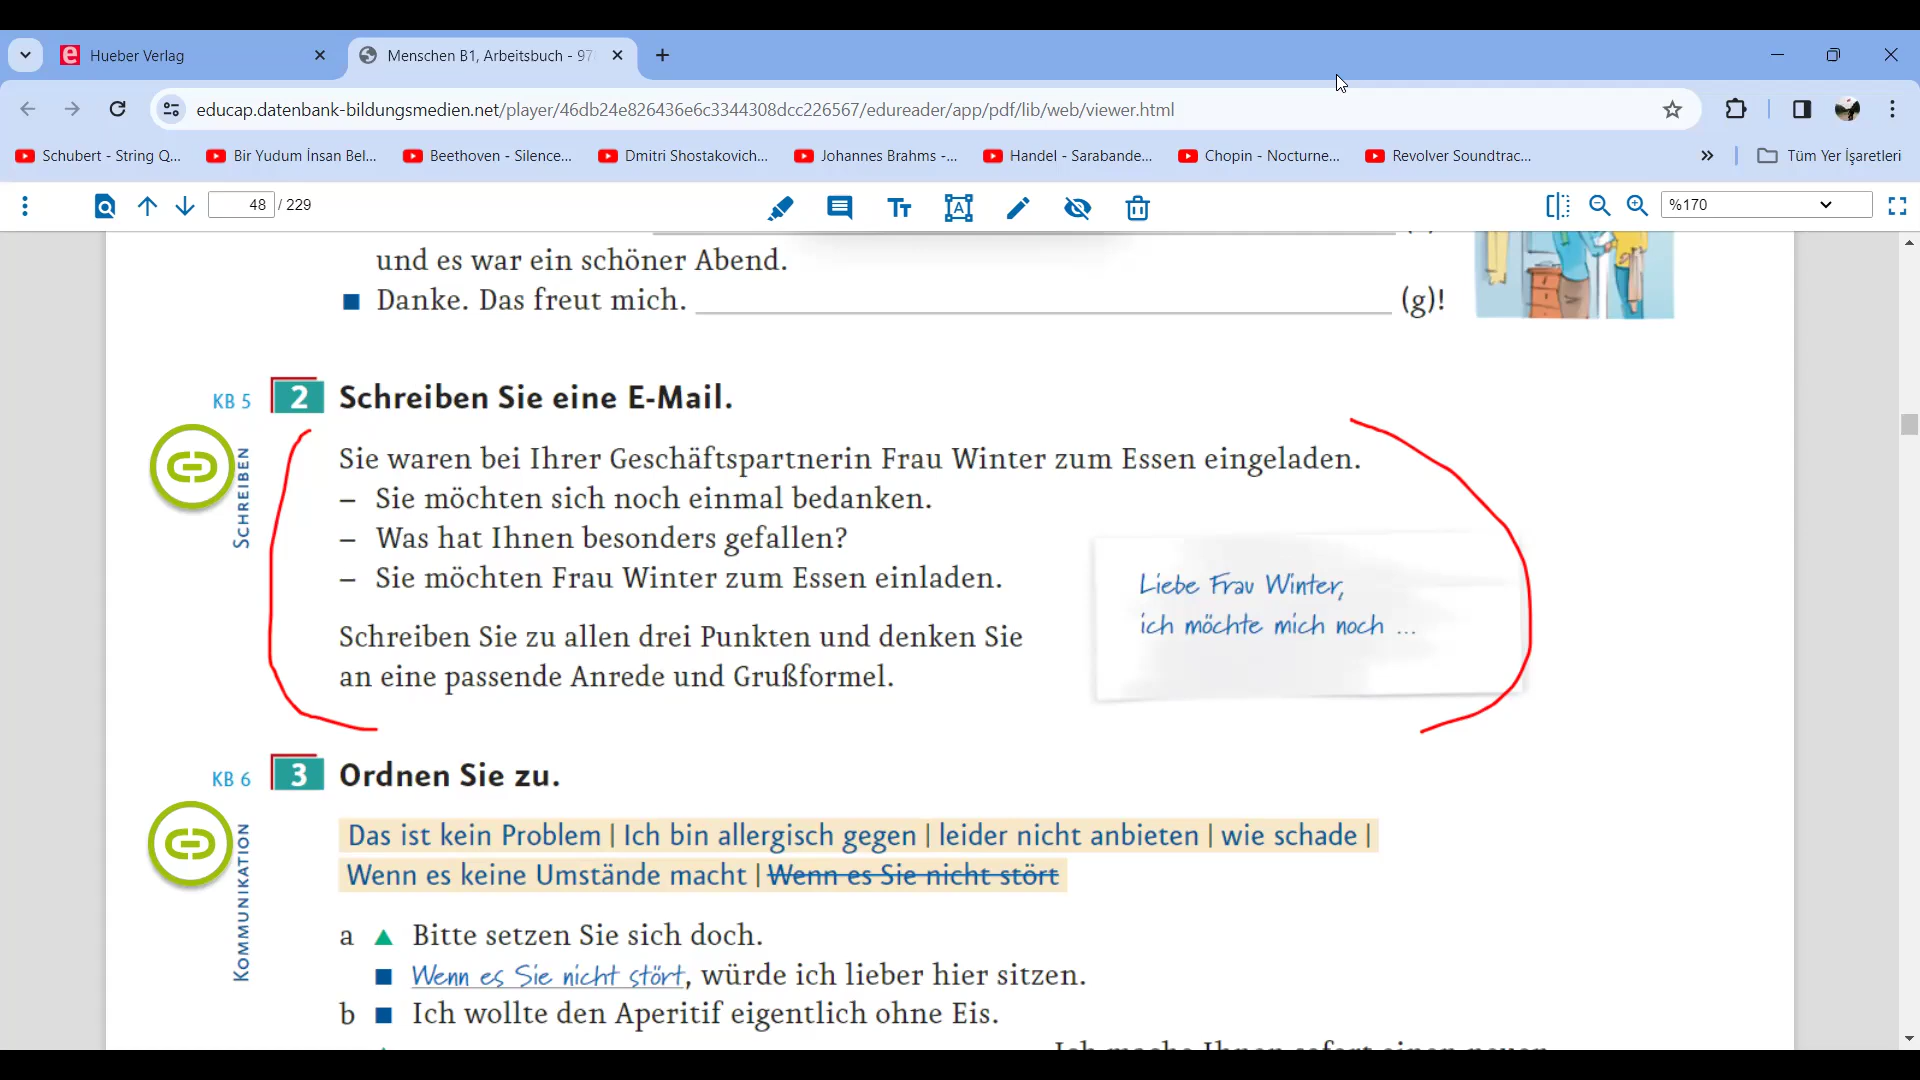 Hueber Verlag
Menschen B1, Arbeitsbuch - 97
educap.datenbank-bildungsmedien.net/player/46db24e826436e6c3344308dcc226567/edureader/app/pdf/lib/web/viewer.html
Schubert - String Q... Bir Yudum İnsan Bel... Beethoven - Silence... Dmitri Shostakovich... Johannes Brahms -... Handel - Sarabande... Chopin - Nocturne... Revolver Soundtrac... » Tüm Yer İşaretleri
48 / 229 %170
und es war ein schöner Abend.
Danke. Das freut mich. (g)!
KB 5 2 Schreiben Sie eine E-Mail.
SCHREIBEN
Sie waren bei Ihrer Geschäftspartnerin Frau Winter zum Essen eingeladen.
– Sie möchten sich noch einmal bedanken.
– Was hat Ihnen besonders gefallen?
– Sie möchten Frau Winter zum Essen einladen.
Schreiben Sie zu allen drei Punkten und denken Sie
an eine passende Anrede und Grußformel.
Liebe Frau Winter,
ich möchte mich noch ...
KB 6 3 Ordnen Sie zu.
KOMMUNIKATION
Das ist kein Problem | Ich bin allergisch gegen | leider nicht anbieten | wie schade |
Wenn es keine Umstände macht | Wenn es Sie nicht stört
a ▲ Bitte setzen Sie sich doch.
■ Wenn es Sie nicht stört, würde ich lieber hier sitzen.
b ■ Ich wollte den Aperitif eigentlich ohne Eis.
Ich mache Ihnen sofort einen neuen